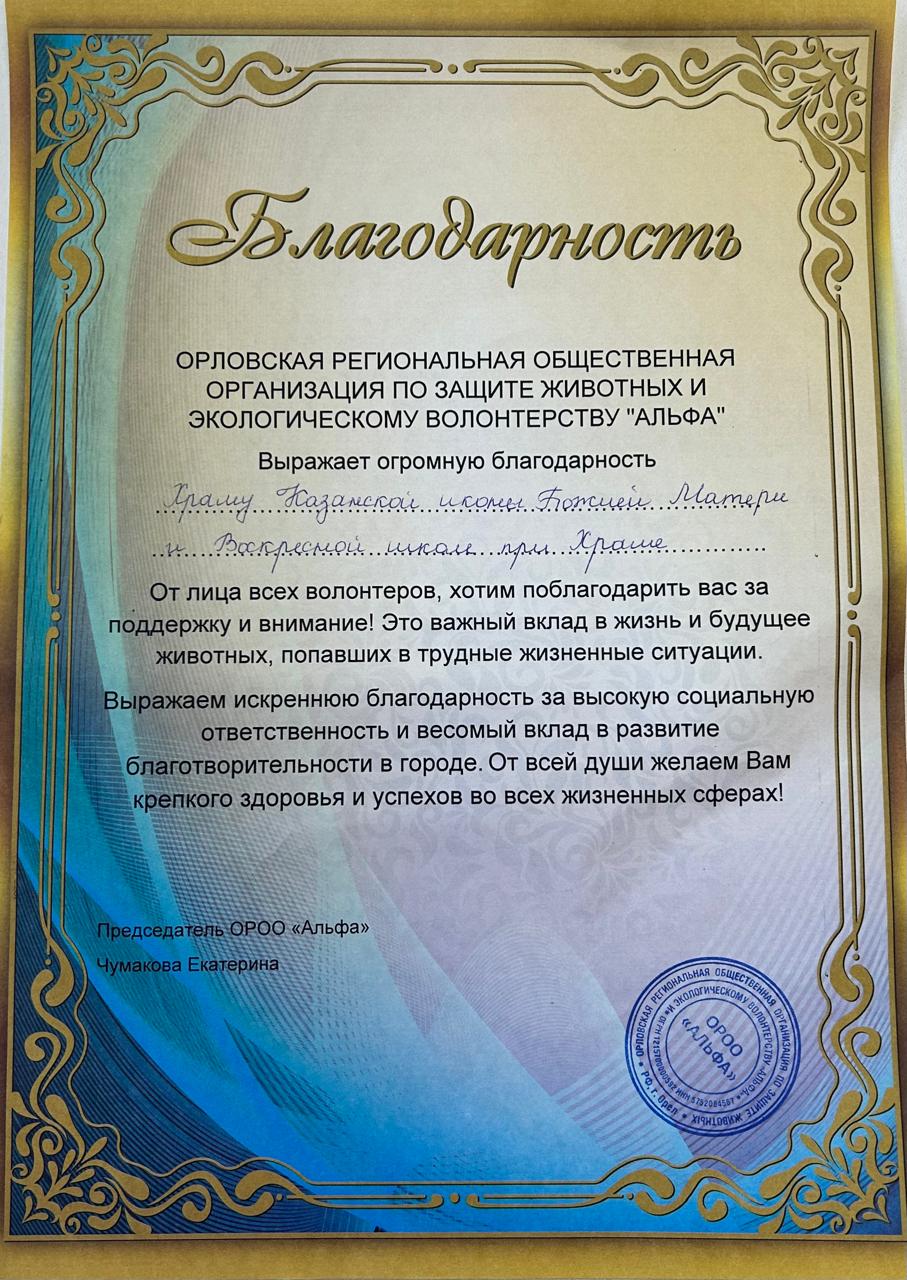 Благодарность
ОРЛОВСКАЯ РЕГИОНАЛЬНАЯ ОБЩЕСТВЕННАЯ
ОРГАНИЗАЦИЯ ПО ЗАЩИТЕ ЖИВОТНЫХ И
ЭКОЛОГИЧЕСКОМУ ВОЛОНТЕРСТВУ "АЛЬФА"
Выражает огромную благодарность
Храму Казанской иконы Божией Матери
и Воскресной школе при Храме
От лица всех волонтеров, хотим поблагодарить вас за
поддержку и внимание! Это важный вклад в жизнь и будущее
животных, попавших в трудные жизненные ситуации.
Выражаем искреннюю благодарность за высокую социальную
ответственность и весомый вклад в развитие
благотворительности в городе. От всей души желаем Вам
крепкого здоровья и успехов во всех жизненных сферах!
Председатель ОРОО «Альфа»
Чумакова Екатерина
ОРЛОВСКАЯ РЕГИОНАЛЬНАЯ ОБЩЕСТВЕННАЯ ОРГАНИЗАЦИЯ ПО ЗАЩИТЕ ЖИВОТНЫХ
РФ, г. Орел
И ЭКОЛОГИЧЕСКОМУ ВОЛОНТЕРСТВУ „АЛЬФА"
ОРОО
«АЛЬФА»